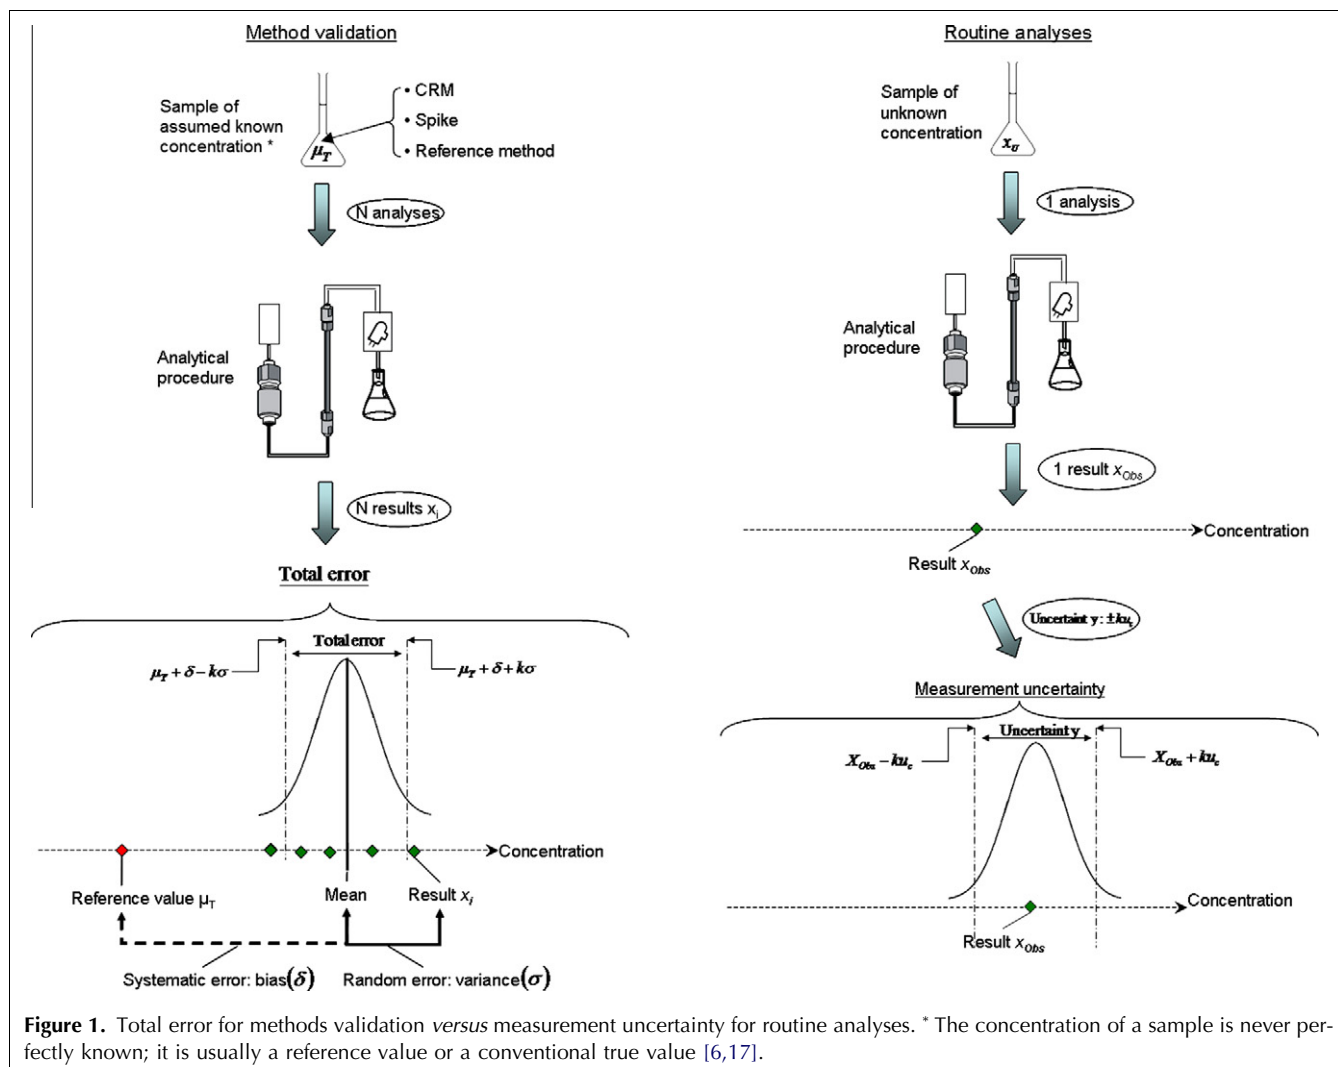 Method validation
Sample of
assumed known
concentration *
μT
• CRM
• Spike
• Reference method
N analyses
Analytical
procedure
N results xi
Total error
Total error
μT + δ − kσ
μT + δ + kσ
Concentration
Reference value μT
Mean
Result xi
Systematic error: bias(δ)
Random error: variance(σ)
Routine analyses
Sample of
unknown
concentration
xU
1 analysis
Analytical
procedure
1 result xObs
Concentration
Result xObs
Uncertaint y: ±kuc
Measurement uncertainty
Uncertaint y
XObs − kuc
XObs + kuc
Concentration
Result xObs
Figure 1. Total error for methods validation versus measurement uncertainty for routine analyses. * The concentration of a sample is never per-
fectly known; it is usually a reference value or a conventional true value [6,17].